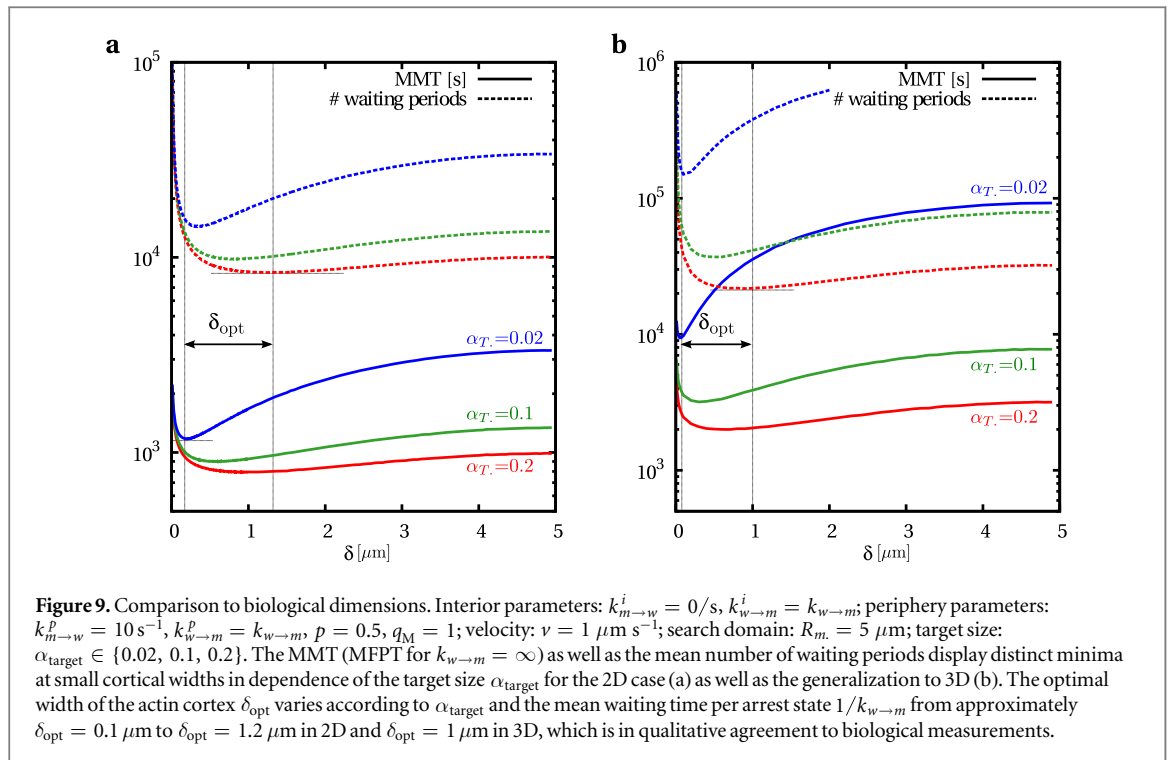 a
b
10^5
10^4
10^3
MMT [s]
# waiting periods
δ_opt
α_T.=0.02
α_T.=0.1
α_T.=0.2
0 1 2 3 4 5
δ [μm]
10^6
10^5
10^4
10^3
MMT [s]
# waiting periods
α_T.=0.02
δ_opt
α_T.=0.1
α_T.=0.2
0 1 2 3 4 5
δ [μm]
Figure 9. Comparison to biological dimensions. Interior parameters: k^i_{m→w} = 0/s, k^i_{w→m} = k_{w→m}; periphery parameters:
k^p_{m→w} = 10 s^{−1}, k^p_{w→m} = k_{w→m}, p = 0.5, q_M = 1; velocity: v = 1 μm s^{−1}; search domain: R_{m.} = 5 μm; target size:
α_target ∈ {0.02, 0.1, 0.2}. The MMT (MFPT for k_{w→m} = ∞) as well as the mean number of waiting periods display distinct minima
at small cortical widths in dependence of the target size α_target for the 2D case (a) as well as the generalization to 3D (b). The optimal
width of the actin cortex δ_opt varies according to α_target and the mean waiting time per arrest state 1/k_{w→m} from approximately
δ_opt = 0.1 μm to δ_opt = 1.2 μm in 2D and δ_opt = 1 μm in 3D, which is in qualitative agreement to biological measurements.